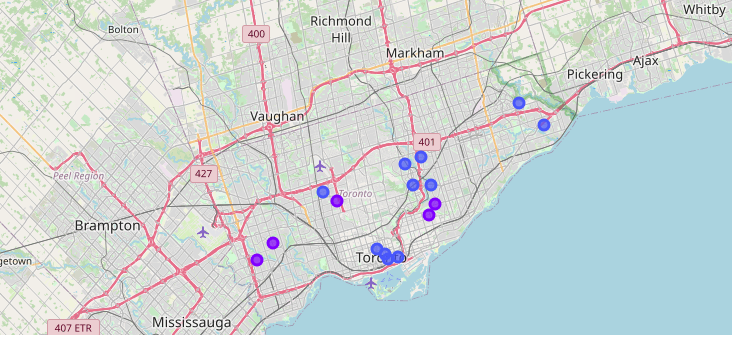 Whitby
Bolton
Richmond
Hill
400
Markham
Ajax
Pickering
Vaughan
401
427
Peel Region
Toronto
Brampton
getown
Toronto
Mississauga
407 ETR